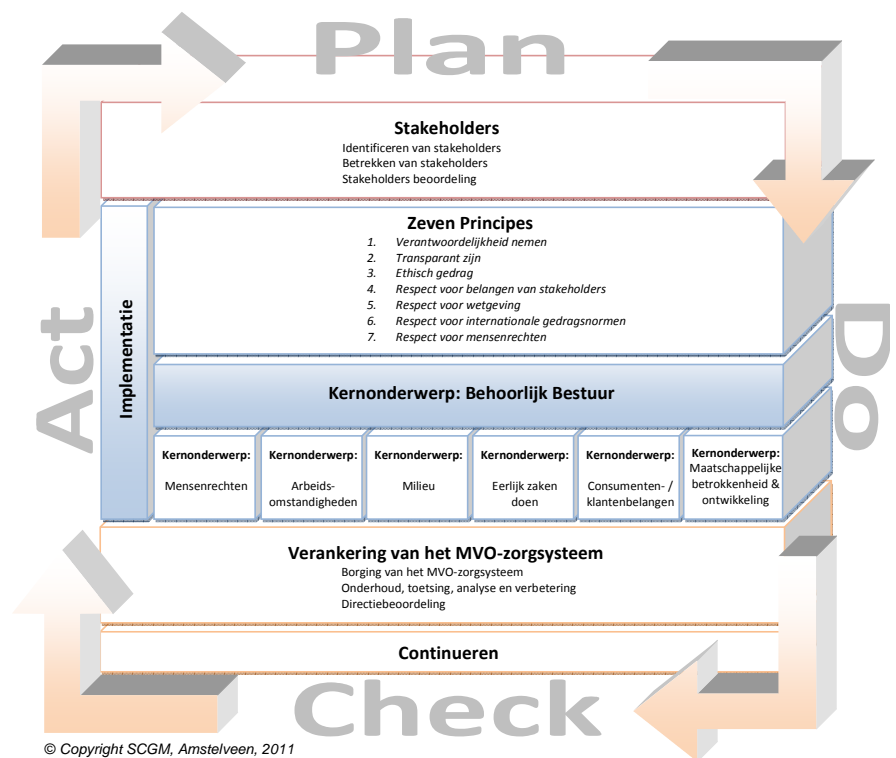 Plan
Stakeholders
Identificeren van stakeholders
Betrekken van stakeholders
Stakeholders beoordeling
Act
Implementatie
Zeven Principes
1. Verantwoordelijkheid nemen
2. Transparant zijn
3. Ethisch gedrag
4. Respect voor belangen van stakeholders
5. Respect voor wetgeving
6. Respect voor internationale gedragsnormen
7. Respect voor mensenrechten
Do
Kernonderwerp: Behoorlijk Bestuur
Kernonderwerp:
Mensenrechten
Kernonderwerp:
Arbeids-
omstandigheden
Kernonderwerp:
Milieu
Kernonderwerp:
Eerlijk zaken
doen
Kernonderwerp:
Consumenten- /
klantenbelangen
Kernonderwerp:
Maatschappelijke
betrokkenheid &
ontwikkeling
Verankering van het MVO-zorgsysteem
Borging van het MVO-zorgsysteem
Onderhoud, toetsing, analyse en verbetering
Directiebeoordeling
Continueren
Check
© Copyright SCGM, Amstelveen, 2011